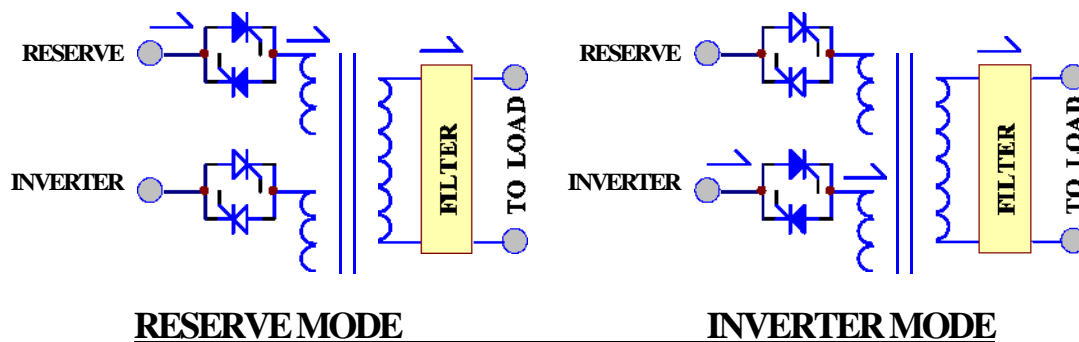 RESERVE
INVERTER
FILTER
TO LOAD
RESERVE MODE
RESERVE
INVERTER
FILTER
TO LOAD
INVERTER MODE